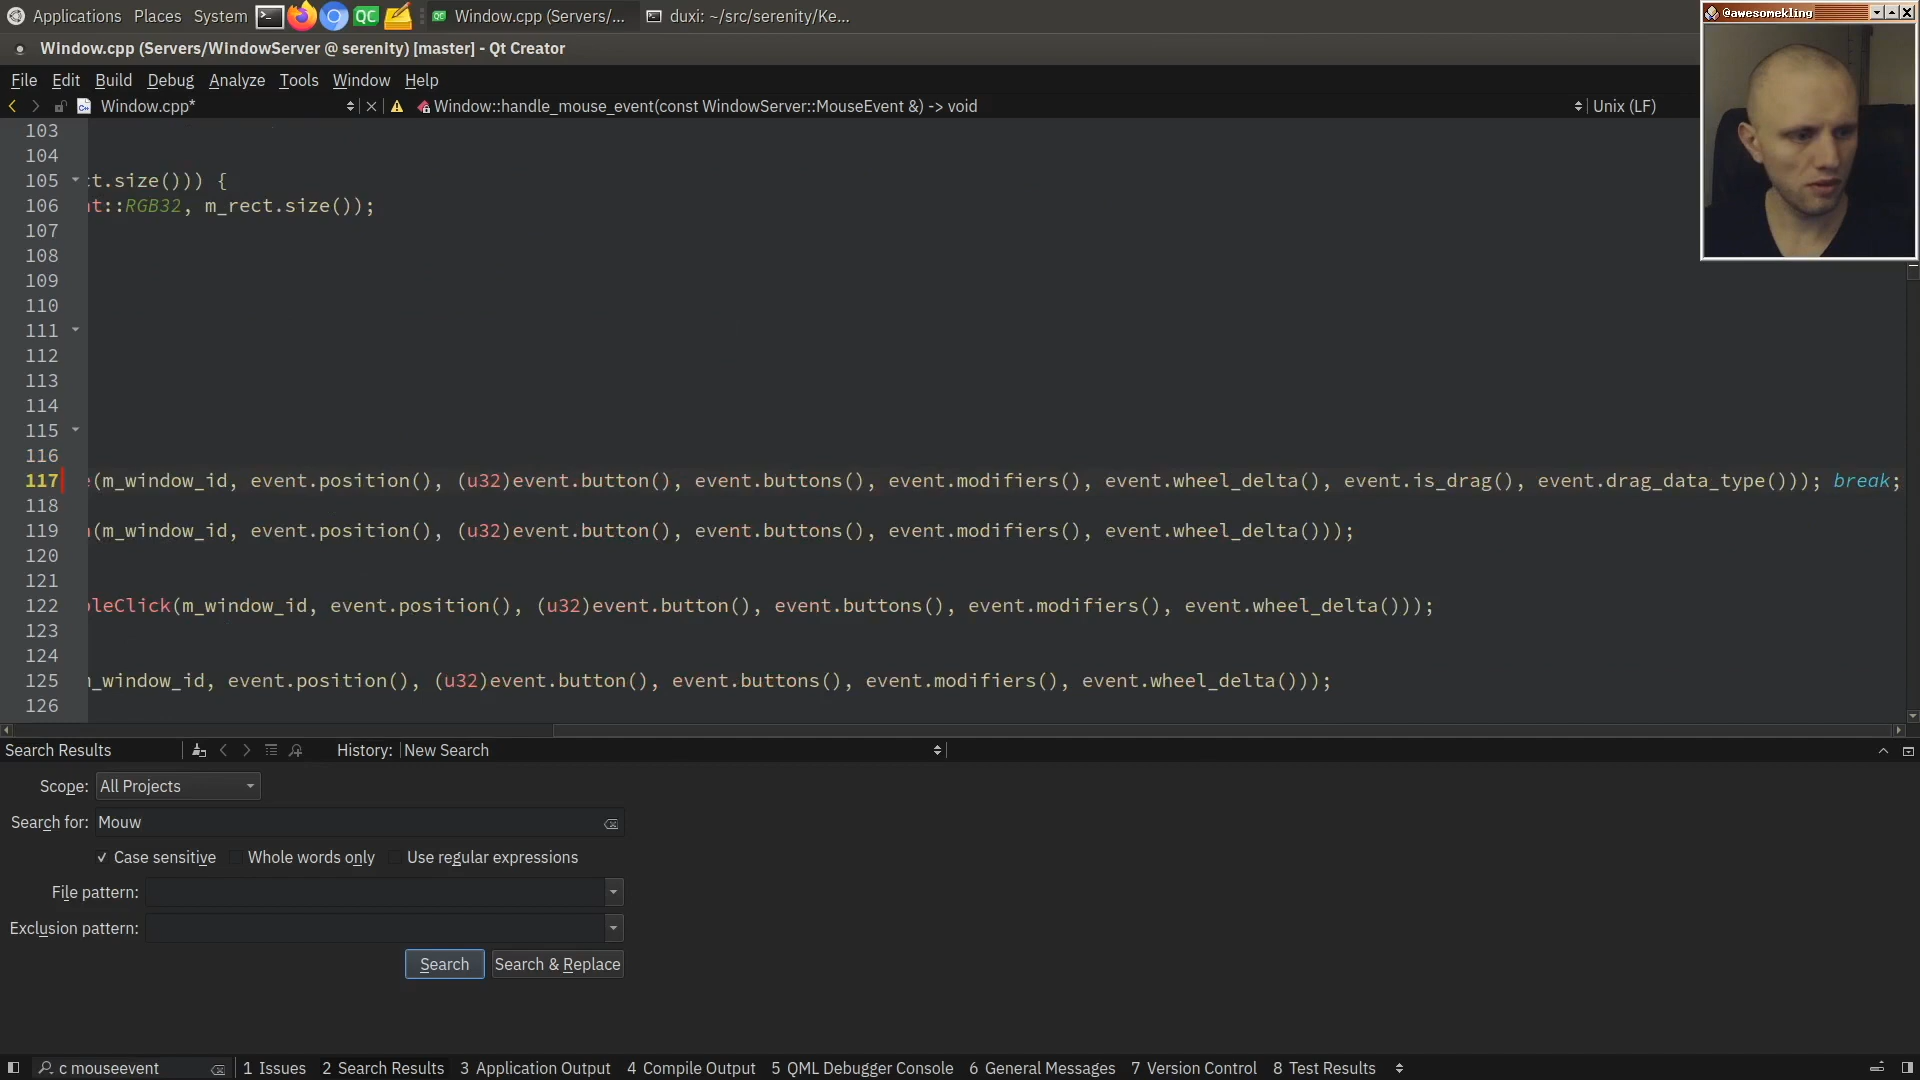 Applications Places System QC QC Window.cpp (Servers/... duxi: ~/src/serenity/Ke...
@awesomekling
Window.cpp (Servers/WindowServer @ serenity) [master] - Qt Creator
File Edit Build Debug Analyze Tools Window Help
Window.cpp* Window::handle_mouse_event(const WindowServer::MouseEvent &) -> void Unix (LF)
103
104
105 ct.size())) {
106 at::RGB32, m_rect.size());
107
108
109
110
111
112
113
114
115
116
117 e(m_window_id, event.position(), (u32)event.button(), event.buttons(), event.modifiers(), event.wheel_delta(), event.is_drag(), event.drag_data_type())); break;
118
119 (m_window_id, event.position(), (u32)event.button(), event.buttons(), event.modifiers(), event.wheel_delta()));
120
121
122 bleClick(m_window_id, event.position(), (u32)event.button(), event.buttons(), event.modifiers(), event.wheel_delta()));
123
124
125 m_window_id, event.position(), (u32)event.button(), event.buttons(), event.modifiers(), event.wheel_delta()));
126
Search Results History: New Search
Scope: All Projects
Search for: Mouw
Case sensitive Whole words only Use regular expressions
File pattern:
Exclusion pattern:
Search Search & Replace
c mouseevent 1 Issues 2 Search Results 3 Application Output 4 Compile Output 5 QML Debugger Console 6 General Messages 7 Version Control 8 Test Results